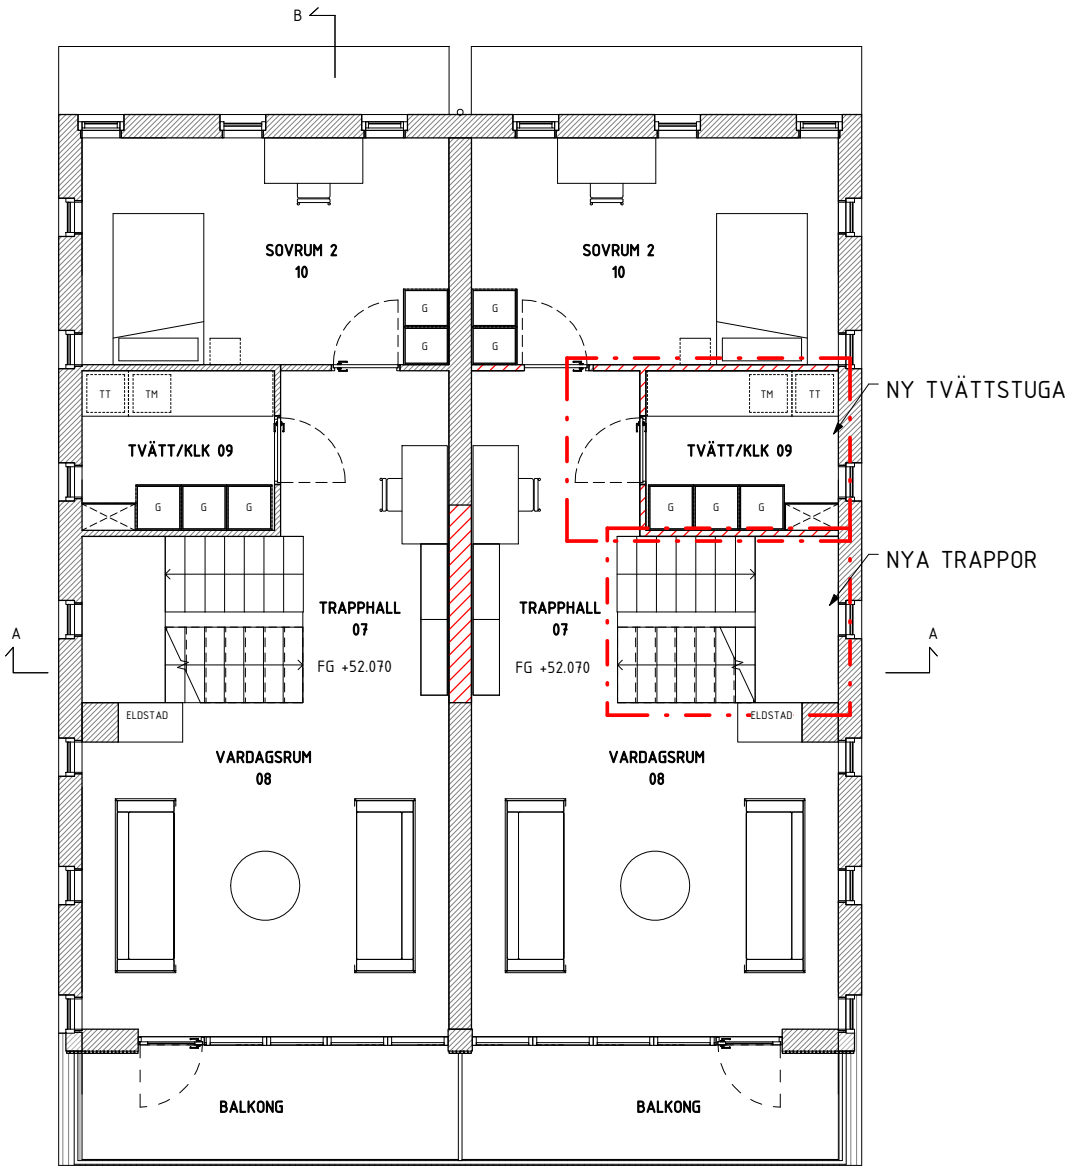 B
SOVRUM 2
10
SOVRUM 2
10
G
G
G
G
TT
TM
TM
TT
NY TVÄTTSTUGA
TVÄTT/KLK 09
TVÄTT/KLK 09
G
G
G
G
G
G
NYA TRAPPOR
TRAPPHALL
07
TRAPPHALL
07
A
A
FG +52.070
FG +52.070
ELDSTAD
ELDSTAD
VARDAGSRUM
08
VARDAGSRUM
08
BALKONG
BALKONG